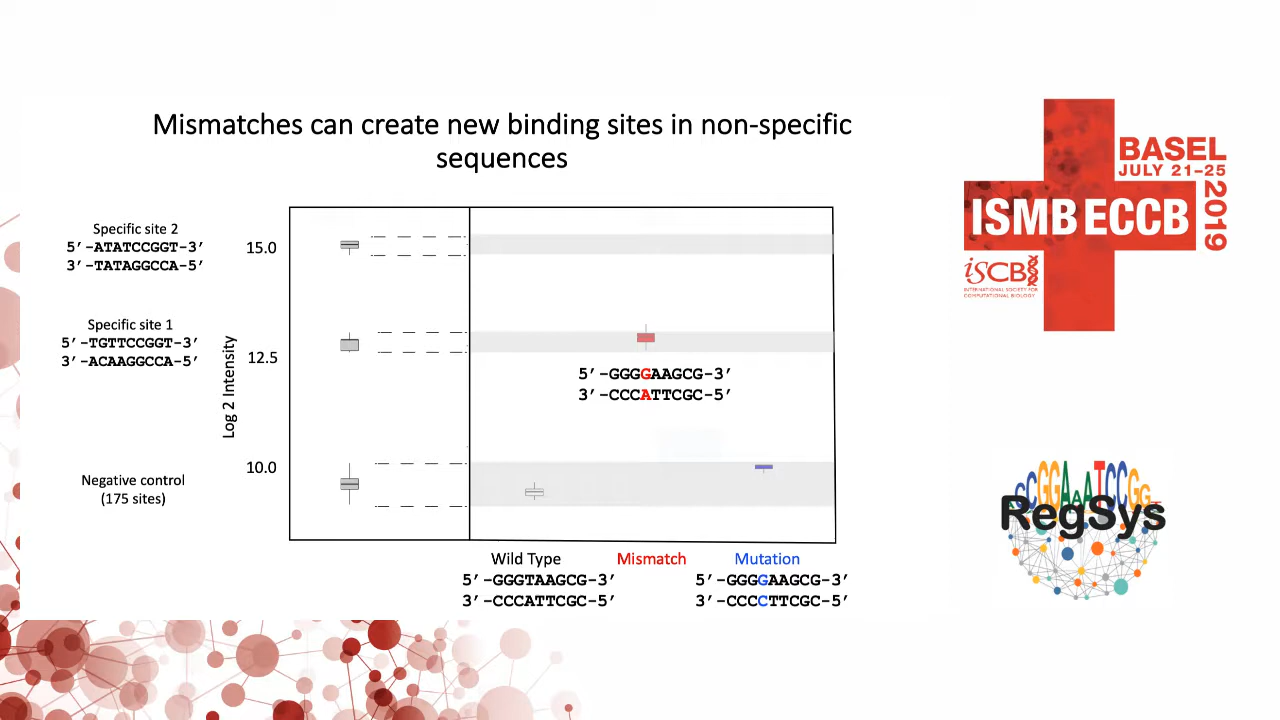 Mismatches can create new binding sites in non-specific
sequences
Specific site 2
5’-ATATCCGGT-3’
3’-TATAGGCCA-5’
Specific site 1
5’-TGTTCCGGT-3’
3’-ACAAGGCCA-5’
Negative control
(175 sites)
Log 2 Intensity
15.0
12.5
10.0
5’-GGGGAAGCG-3’
3’-CCCATTCGC-5’
Wild Type
5’-GGGTAAGCG-3’
3’-CCCATTCGC-5’
Mismatch
Mutation
5’-GGGGAAGCG-3’
3’-CCCCTTCGC-5’
BASEL
JULY 21-25
2019
ISMB ECCB
iSCB
INTERNATIONAL SOCIETY FOR
COMPUTATIONAL BIOLOGY
RegSys